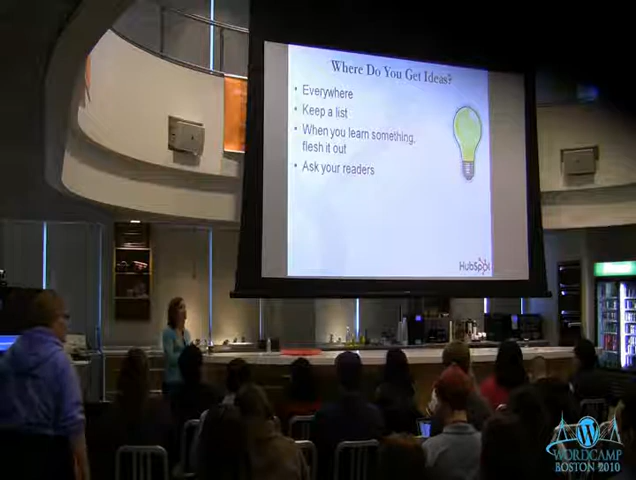 Where Do You Get Ideas?
• Everywhere
• Keep a list
• When you learn something,
flesh it out
• Ask your readers
HubSpot
WORDCAMP
BOSTON 2010